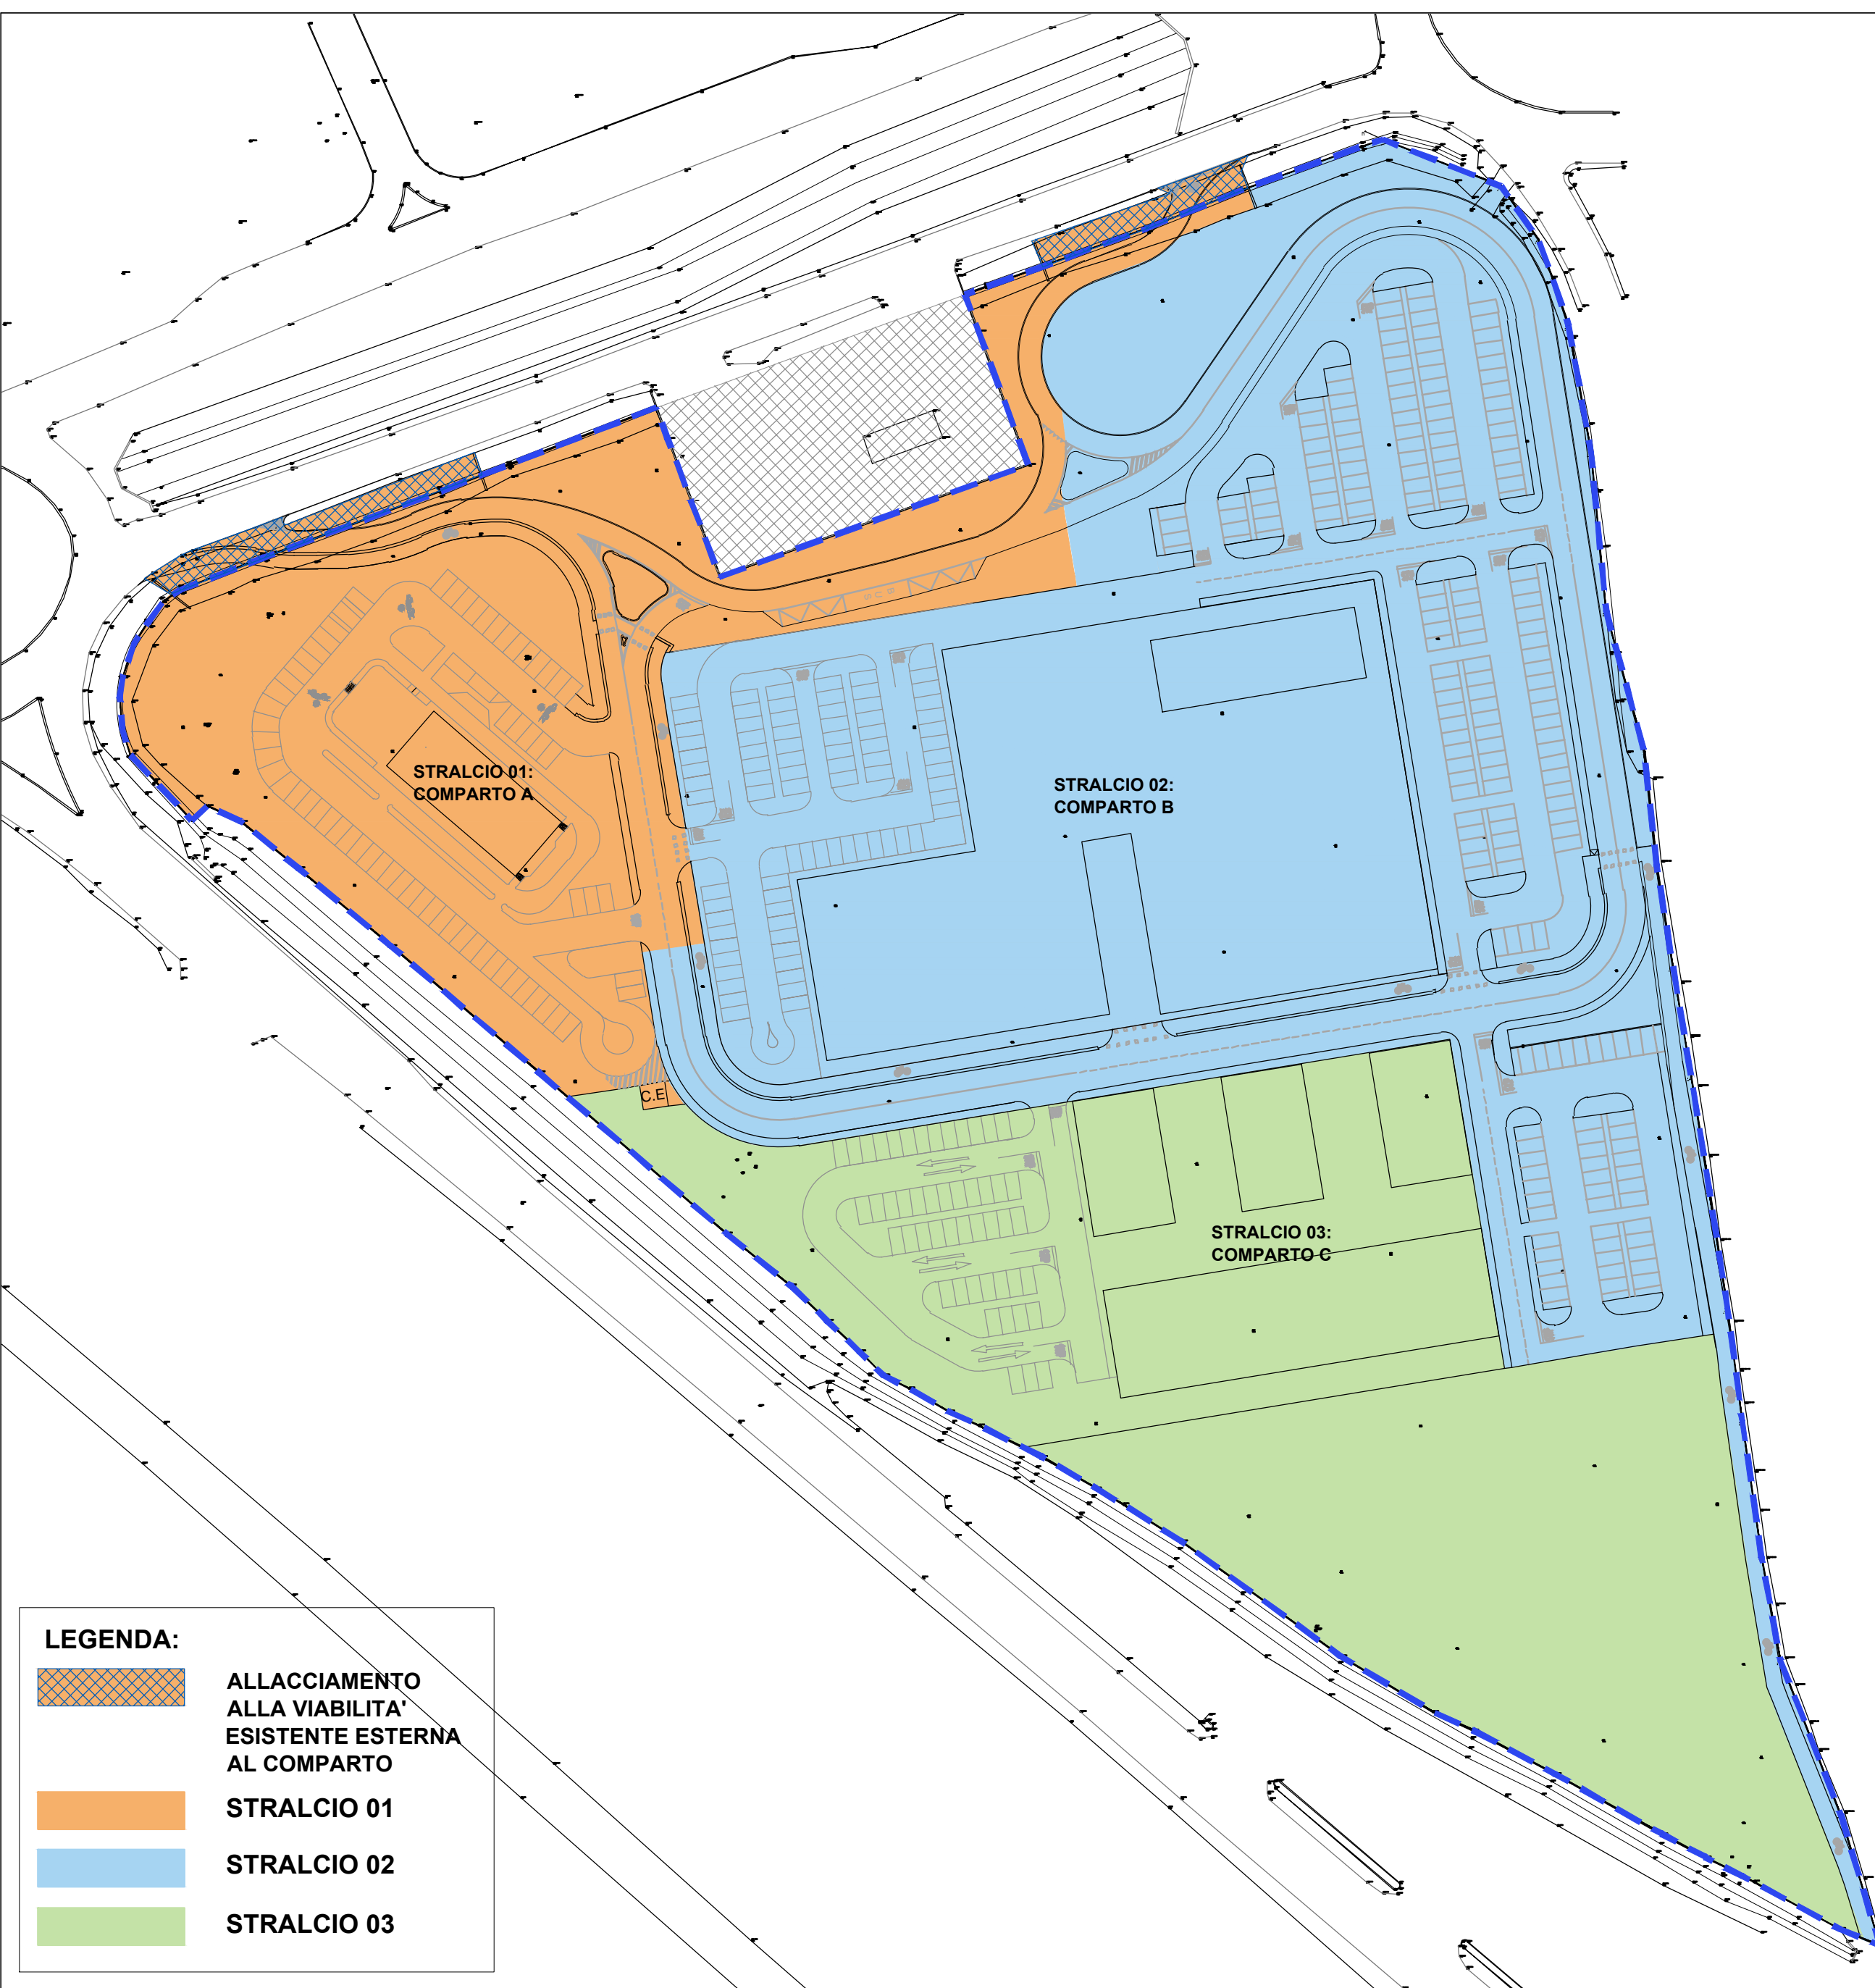 STRALCIO 01:
COMPARTO A
STRALCIO 02:
COMPARTO B
C.E
STRALCIO 03:
COMPARTO C
LEGENDA:
ALLACCIAMENTO
ALLA VIABILITA'
ESISTENTE ESTERNA
AL COMPARTO
STRALCIO 01
STRALCIO 02
STRALCIO 03